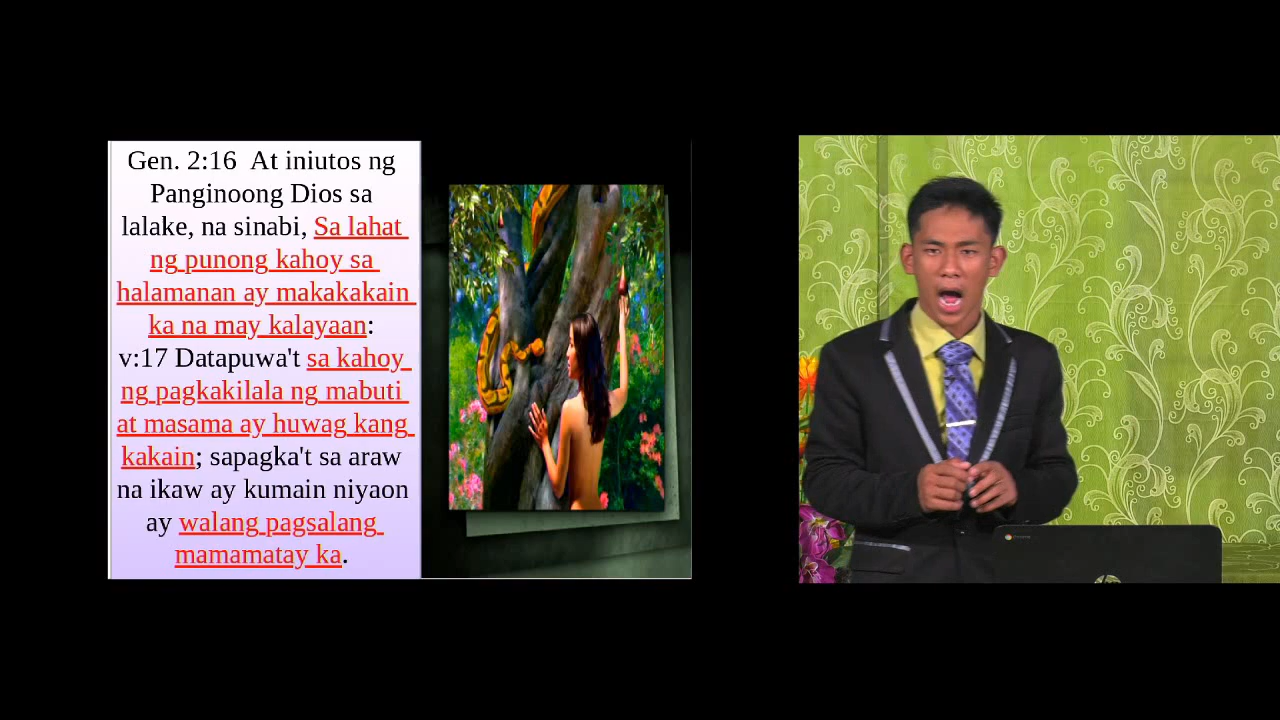 Gen. 2:16  At iniutos ng
Panginoong Dios sa
lalake, na sinabi, Sa lahat
ng punong kahoy sa
halamanan ay makakakain
ka na may kalayaan:
v:17 Datapuwa't sa kahoy
ng pagkakilala ng mabuti
at masama ay huwag kang
kakain; sapagka't sa araw
na ikaw ay kumain niyaon
ay walang pagsalang
mamamatay ka.